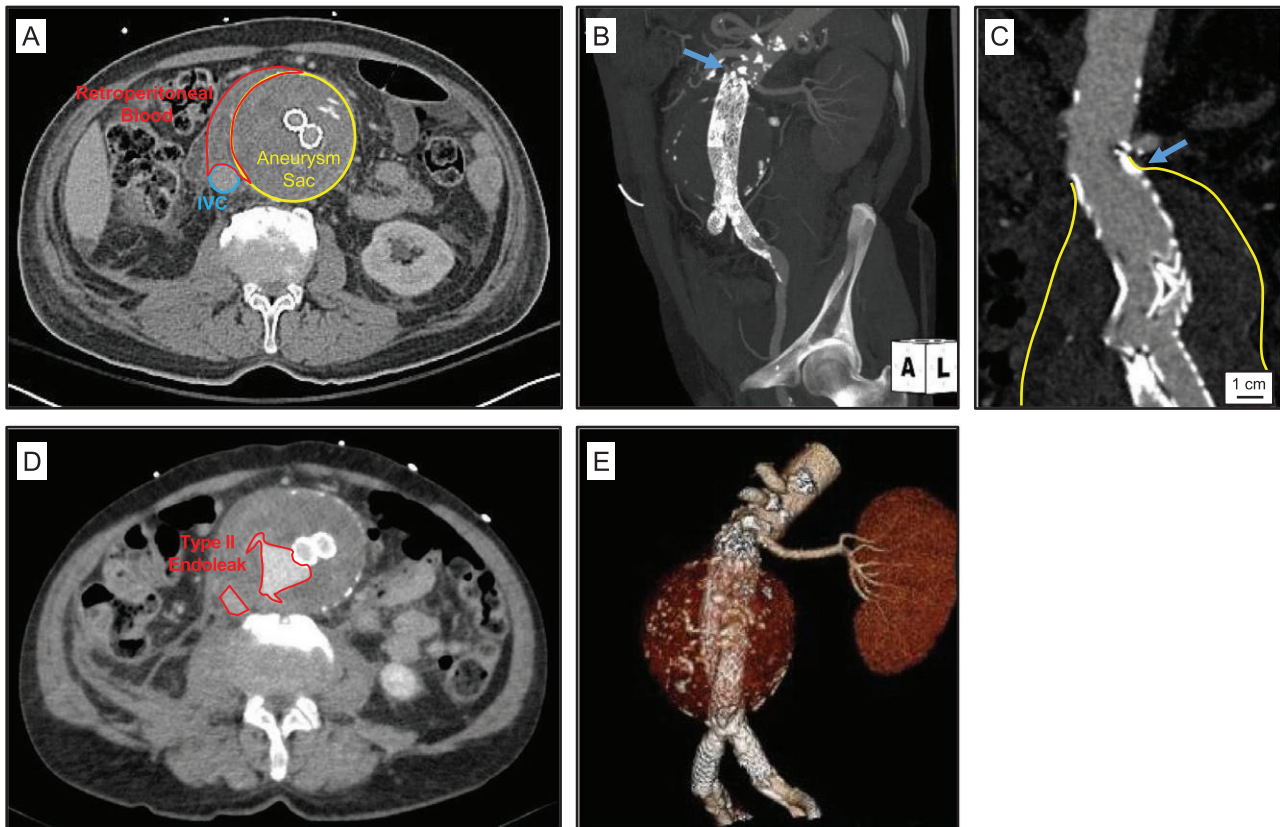 A
Retroperitoneal
Blood
Aneurysm
Sac
IVC
B
A L
C
1 cm
D
Type II
Endoleak
E